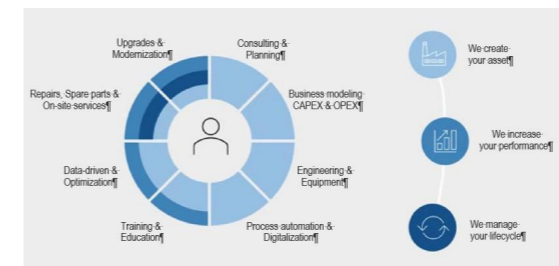 Upgrades &
Modernization¶
Consulting &
Planning¶
Repairs, Spare parts &
On-site services¶
Business modeling
CAPEX & OPEX¶
Data-driven &
Optimization¶
Engineering &
Equipment¶
Training &
Education¶
Process automation &
Digitalization¶
We create
your asset¶
We increase
your performance¶
We manage
your lifecycle¶